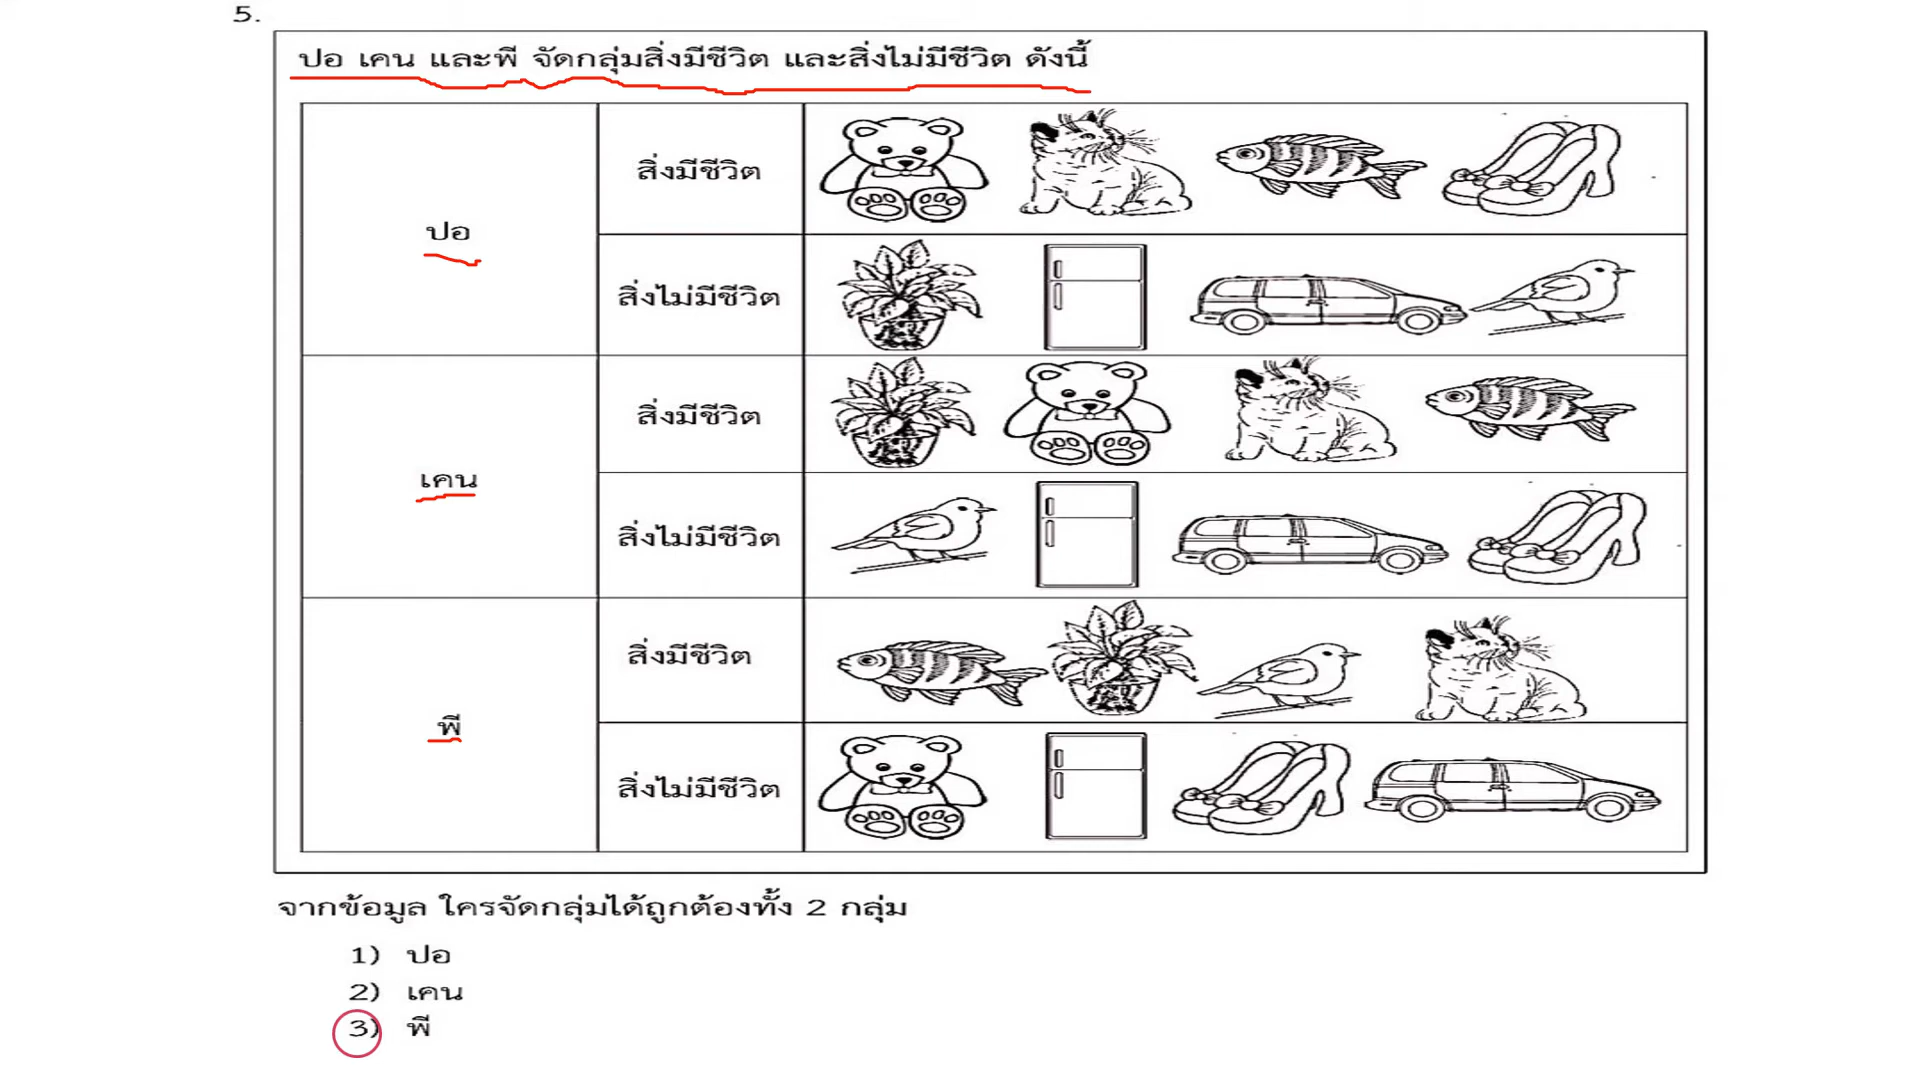 5.
ปอ เคน และพี จัดกลุ่มสิ่งมีชีวิต และสิ่งไม่มีชีวิต ดังนี้
ปอ
สิ่งมีชีวิต
สิ่งไม่มีชีวิต
เคน
สิ่งมีชีวิต
สิ่งไม่มีชีวิต
พี
สิ่งมีชีวิต
สิ่งไม่มีชีวิต
จากข้อมูล ใครจัดกลุ่มได้ถูกต้องทั้ง 2 กลุ่ม
1) ปอ
2) เคน
3) พี